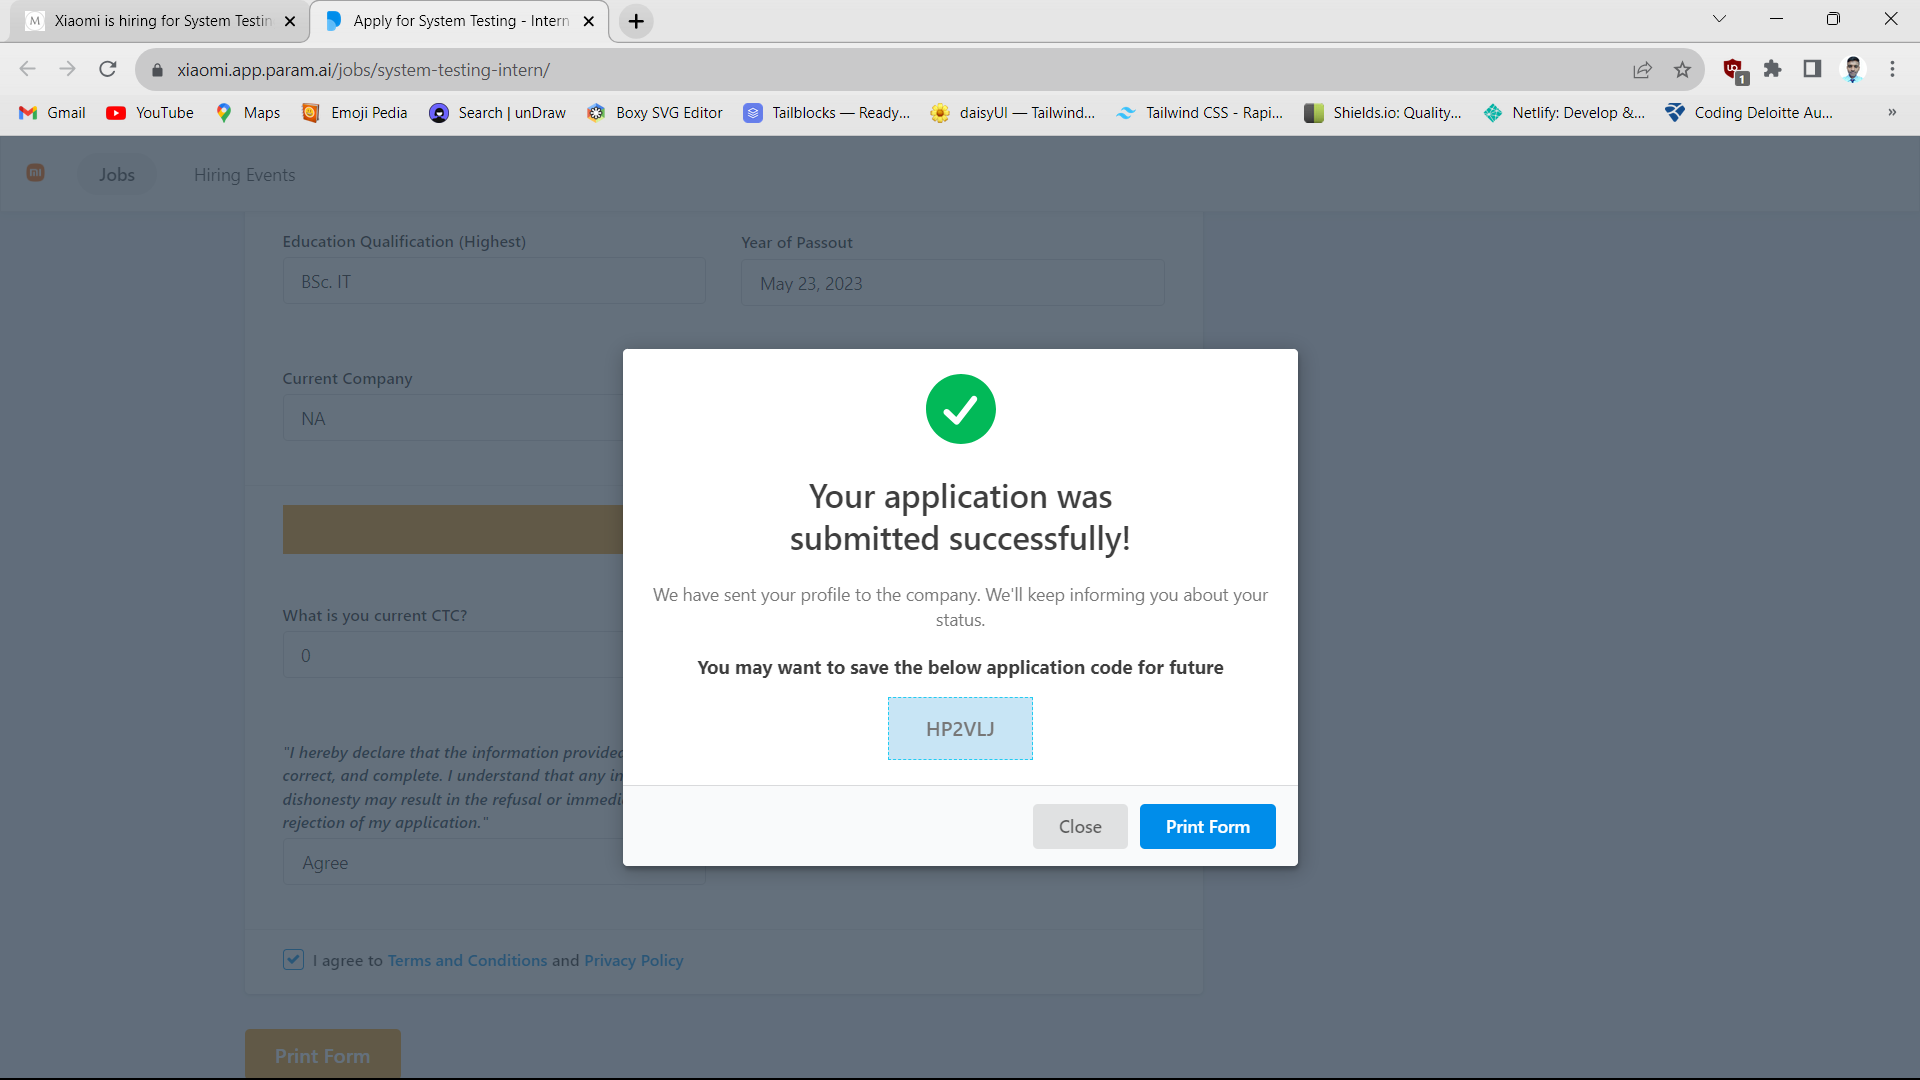 Xiaomi is hiring for System Testin
Apply for System Testing - Intern
xiaomi.app.param.ai/jobs/system-testing-intern/
1
Gmail
YouTube
Maps
Emoji Pedia
Search | unDraw
Boxy SVG Editor
Tailblocks — Ready...
daisyUI — Tailwind...
Tailwind CSS - Rapi...
Shields.io: Quality...
Netlify: Develop &...
Coding Deloitte Au...
»
Jobs
Hiring Events
Education Qualification (Highest)
Year of Passout
BSc. IT
May 23, 2023
Current Company
NA
Your application was
submitted successfully!
We have sent your profile to the company. We'll keep informing you about your
status.
You may want to save the below application code for future
HP2VLJ
Close
Print Form
What is you current CTC?
0
"I hereby declare that the information provided
correct, and complete. I understand that any in
dishonesty may result in the refusal or immedi
rejection of my application."
Agree
I agree to Terms and Conditions and Privacy Policy
Print Form